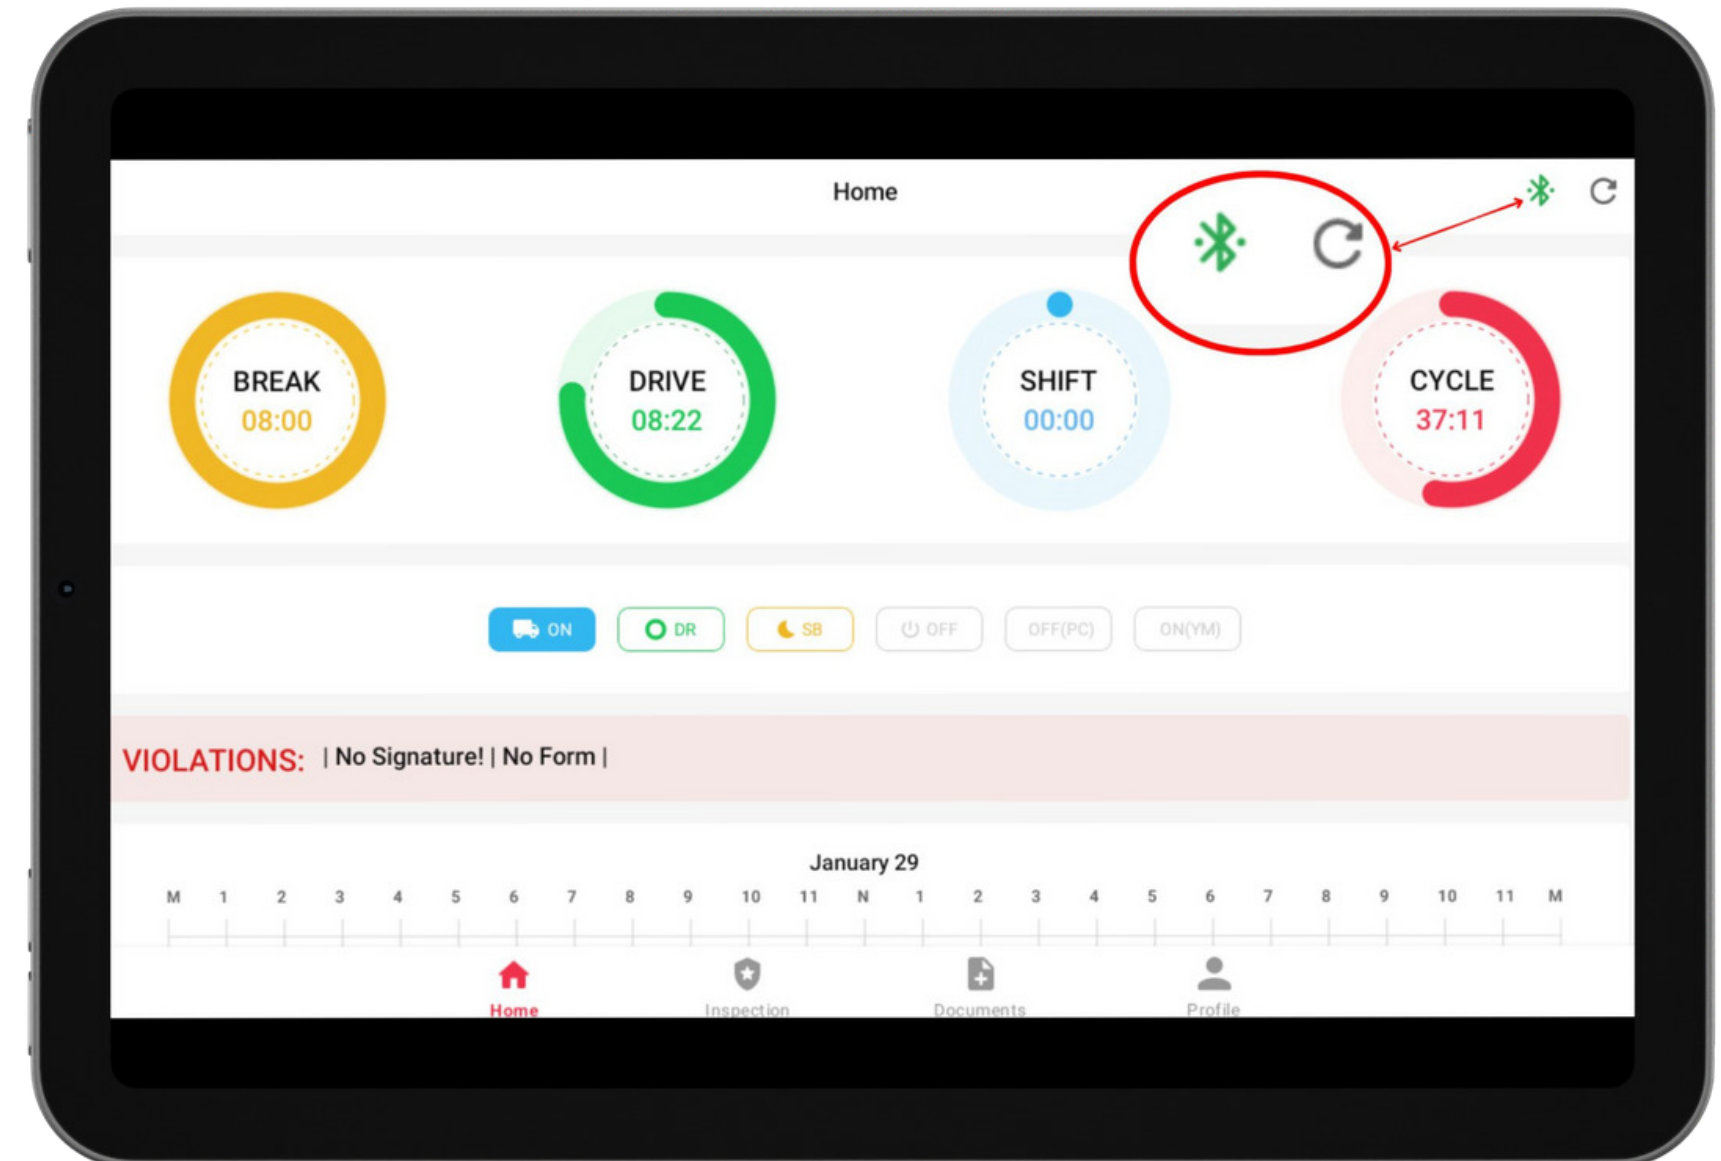 Home
BREAK
08:00
DRIVE
08:22
SHIFT
00:00
CYCLE
37:11
ON
DR
SB
OFF
OFF(PC)
ON(YM)
VIOLATIONS: | No Signature! | No Form |
January 29
M 1 2 3 4 5 6 7 8 9 10 11 N 1 2 3 4 5 6 7 8 9 10 11 M
Home
Inspection
Documents
Profile